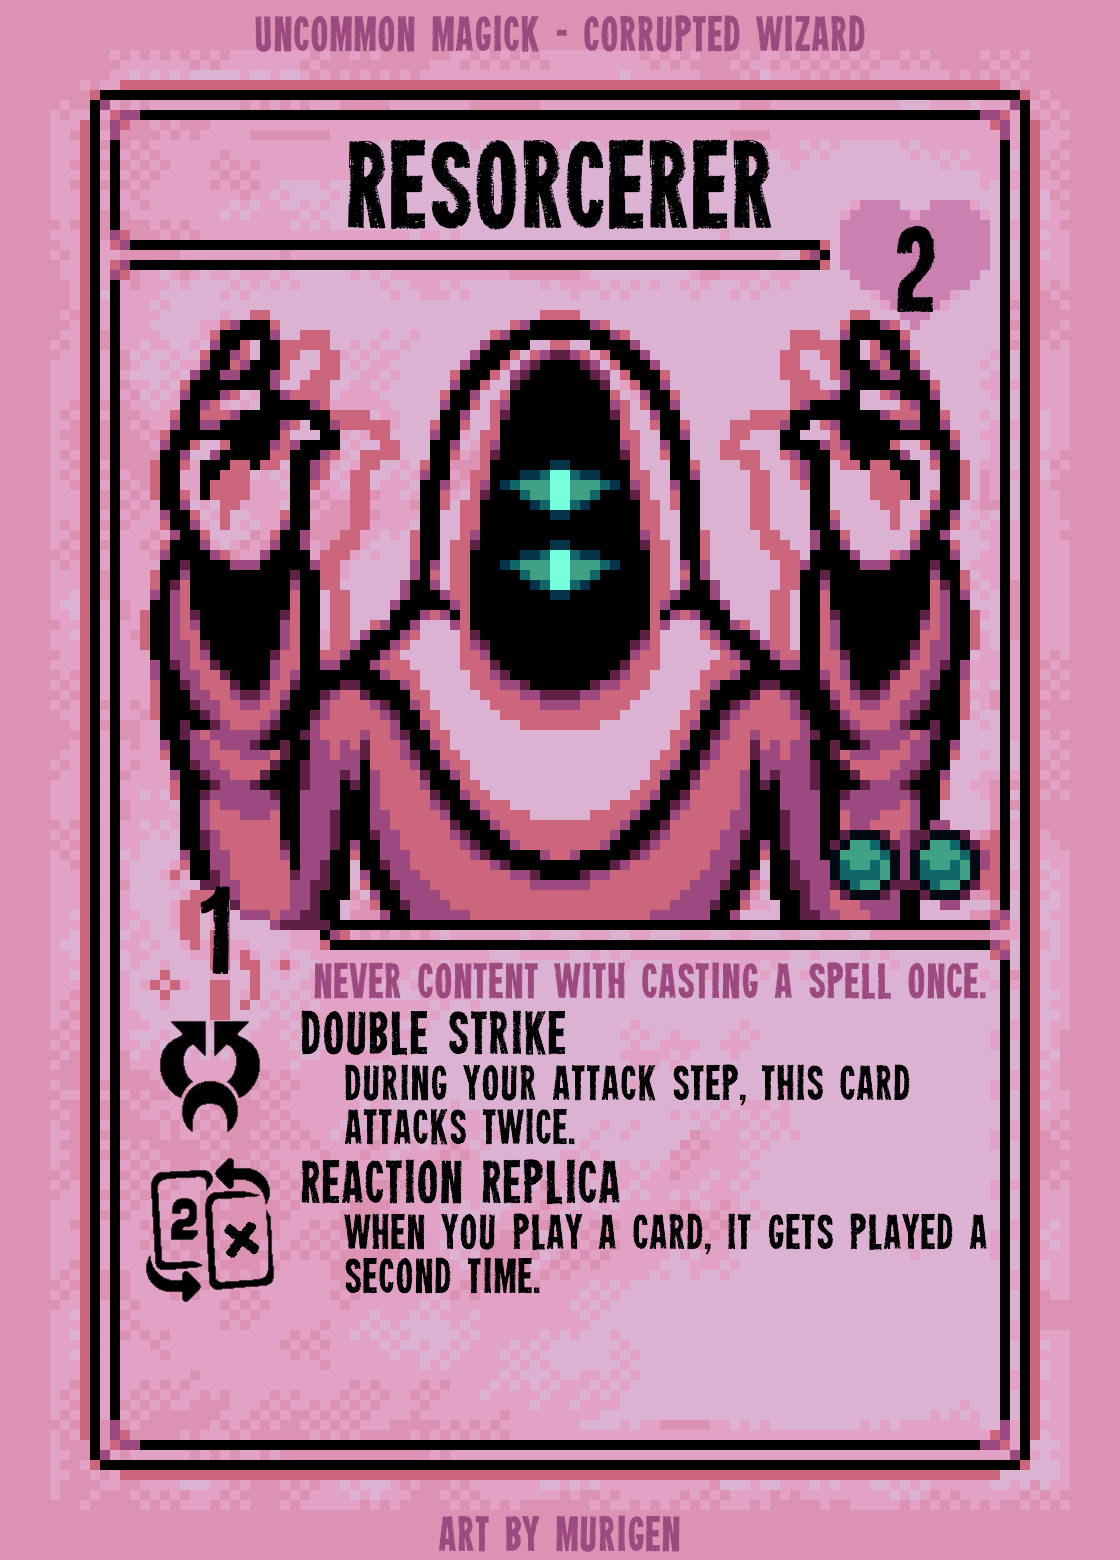 UNCOMMON MAGICK - CORRUPTED WIZARD
RESORCERER
2
1
NEVER CONTENT WITH CASTING A SPELL ONCE.
DOUBLE STRIKE
DURING YOUR ATTACK STEP, THIS CARD
ATTACKS TWICE.
REACTION REPLICA
2 X
WHEN YOU PLAY A CARD, IT GETS PLAYED A
SECOND TIME.
ART BY MURIGEN